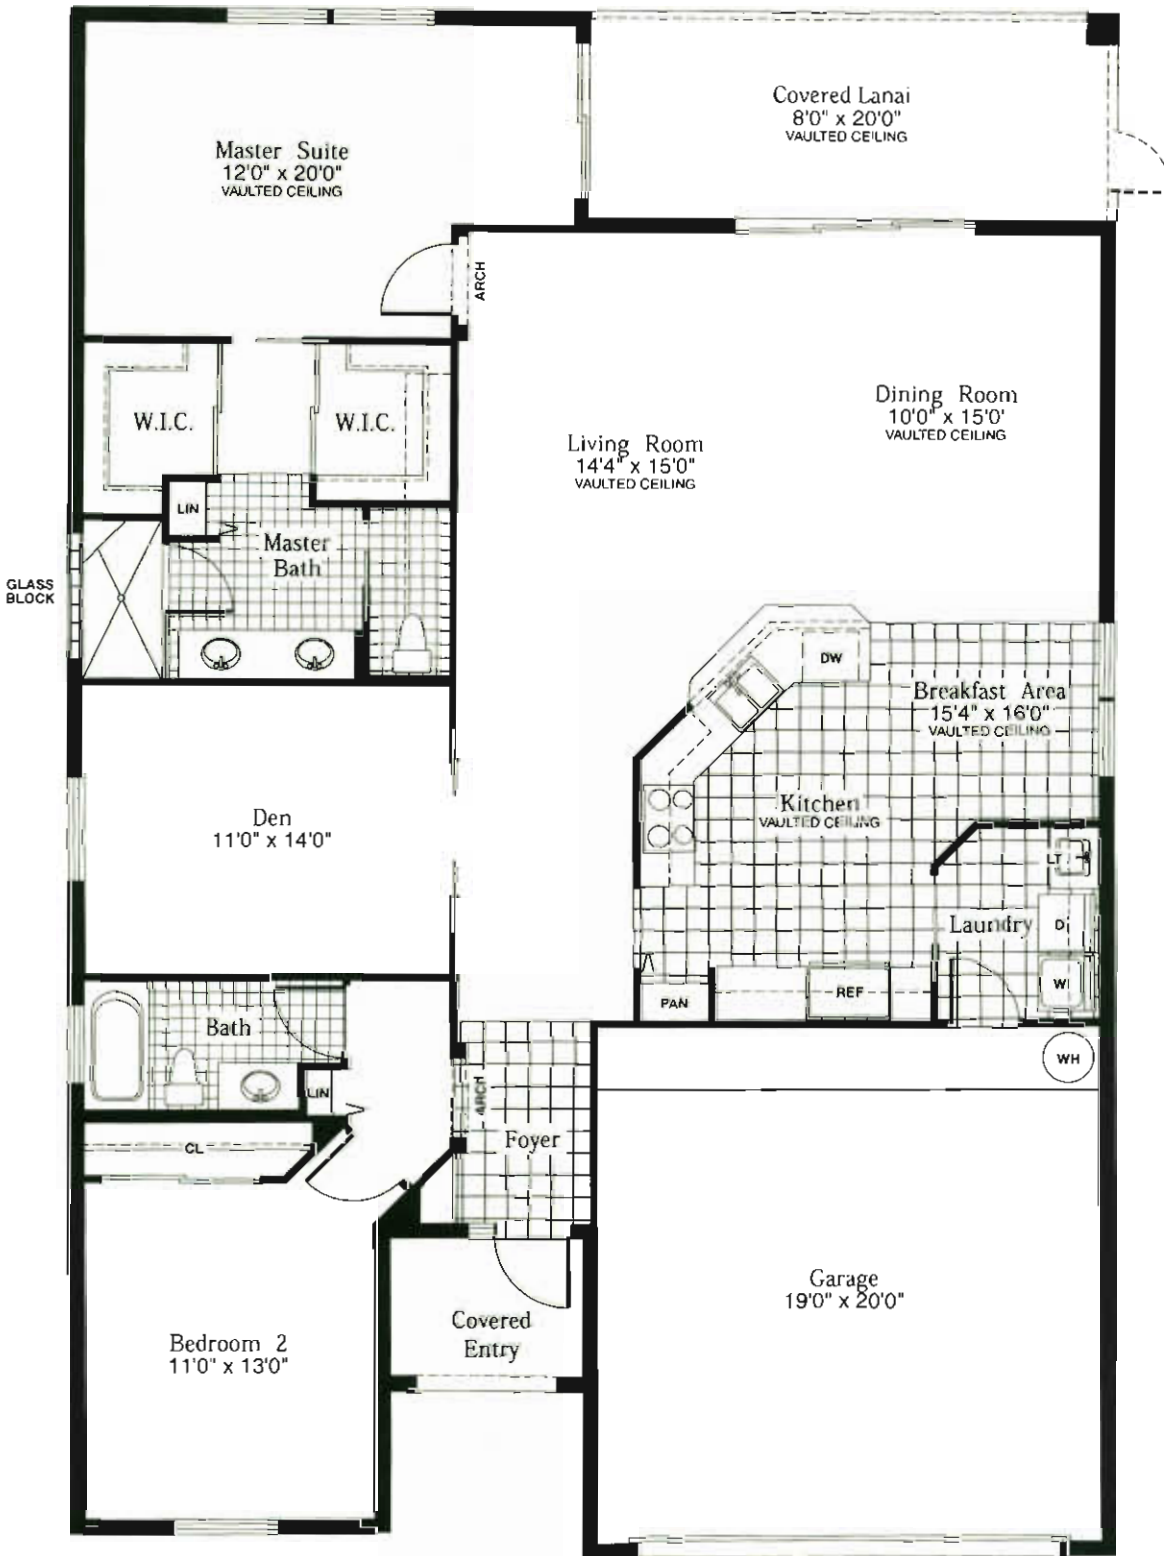 Covered Lanai
8'0" x 20'0"
VAULTED CEILING
Master Suite
12'0" x 20'0"
VAULTED CEILING
ARCH
Dining Room
10'0" x 15'0'
VAULTED CEILING
W.I.C.
W.I.C.
Living Room
14'4" x 15'0"
VAULTED CEILING
LIN
Master
Bath
GLASS
BLOCK
DW
Breakfast Area
15'4" x 16'0"
VAULTED CEILING
Kitchen
VAULTED CEILING
Den
11'0" x 14'0"
LT
Laundry
D
W
PAN
REF
Bath
WH
LIN
ARCH
Foyer
CL
Garage
19'0" x 20'0"
Covered
Entry
Bedroom 2
11'0" x 13'0"